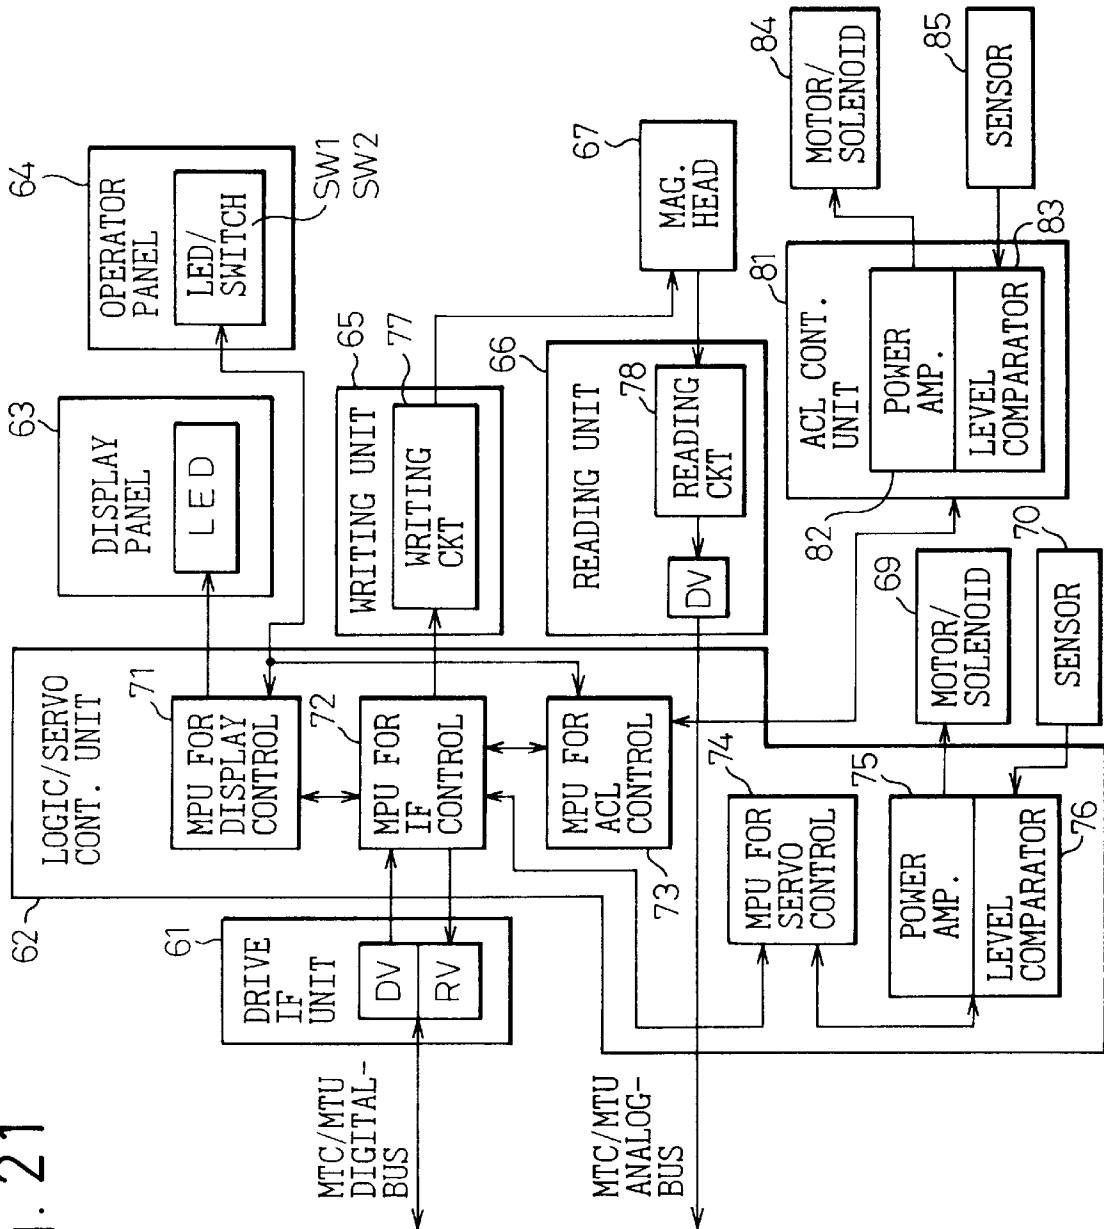 21
MTC/MTU
DIGITAL-
BUS
MTC/MTU
ANALOG-
BUS
61
DRIVE
IF
UNIT
DV
RV
62
LOGIC/SERVO
CONT. UNIT
71
MPU FOR
DISPLAY
CONTROL
72
MPU FOR
IF
CONTROL
MPU FOR
ACL
CONTROL
73
74
MPU FOR
SERVO
CONTROL
75
POWER
AMP.
LEVEL
COMPARATOR
76
63
DISPLAY
PANEL
LED
64
OPERATOR
PANEL
LED/
SWITCH
SW1
SW2
65
WRITING UNIT
77
WRITING
CKT
66
READING UNIT
78
READING
CKT
DV
67
MAG.
HEAD
69
MOTOR/
SOLENOID
70
SENSOR
81
ACL CONT.
UNIT
82
POWER
AMP.
LEVEL
COMPARATOR
83
84
MOTOR/
SOLENOID
85
SENSOR